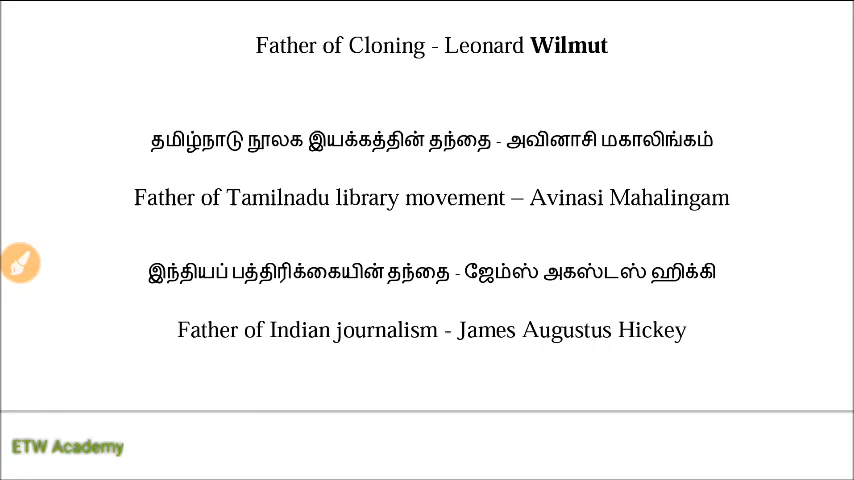 Father of Cloning - Leonard Wilmut
தமிழ்நாடு நூலக இயக்கத்தின் தந்தை - அவினாசி மகாலிங்கம்
Father of Tamilnadu library movement – Avinasi Mahalingam
இந்தியப் பத்திரிக்கையின் தந்தை - ஜேம்ஸ் அகஸ்டஸ் ஹிக்கி
Father of Indian journalism - James Augustus Hickey
ETW Academy